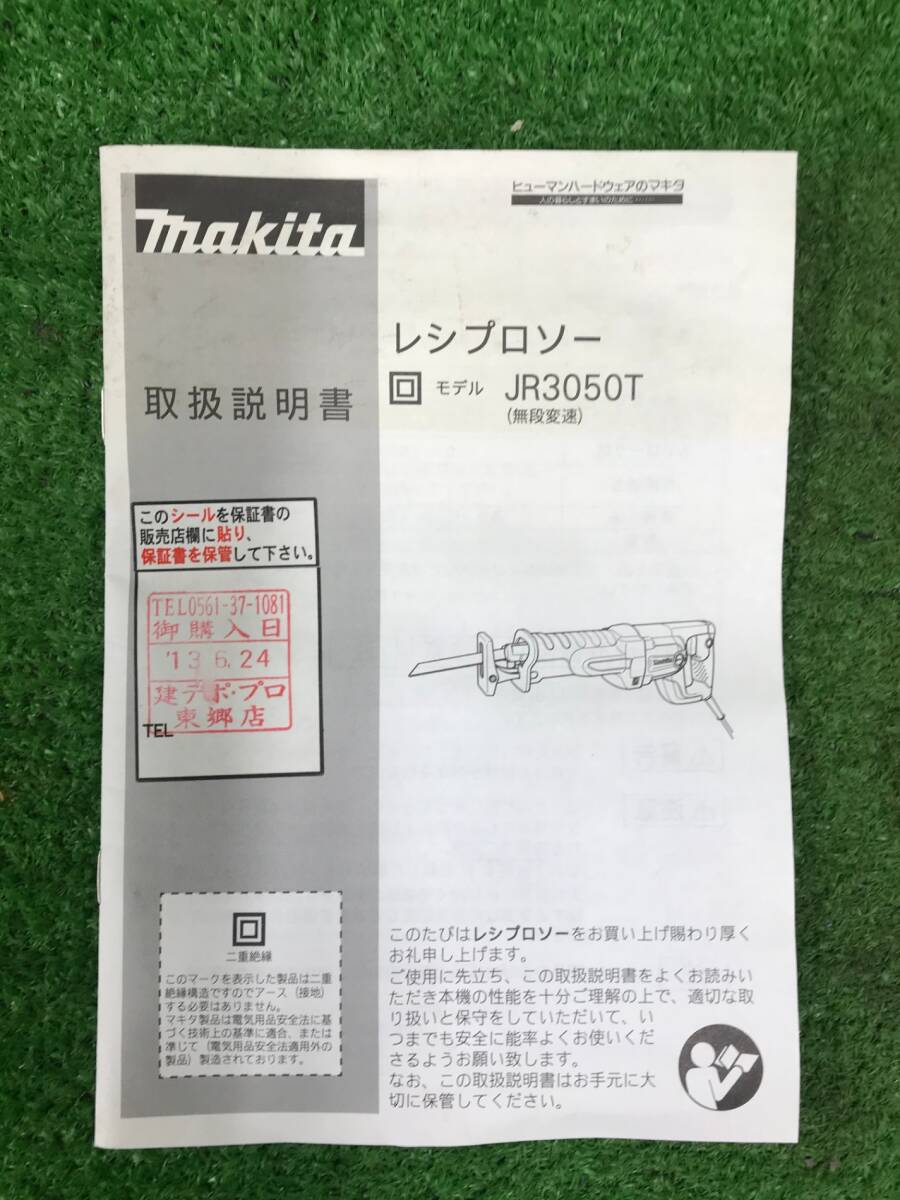 makita
ヒューマンハードウェアのマキタ
人の暮らしとすまいのために……
取扱説明書
レシプロソー
モデル JR3050T
(無段変速)
このシールを保証書の
販売店欄に貼り、
保証書を保管して下さい。
TEL0561-37-1081
御購入日
'13 6.24
建デポ・プロ
東郷店
TEL
二重絶縁
このマークを表示した製品は二重
絶縁構造ですのでアース（接地）
する必要はありません。
マキタ製品は電気用品安全法に基
づく技術上の基準に適合、または
準じて（電気用品安全法適用外の
製品）製造されております。
このたびはレシプロソーをお買い上げ賜わり厚く
お礼申し上げます。
ご使用に先立ち、この取扱説明書をよくお読みい
ただき本機の性能を十分ご理解の上で、適切な取
り扱いと保守をしていただいて、い
つまでも安全に能率よくお使いくだ
さるようお願い致します。
なお、この取扱説明書はお手元に大
切に保管してください。